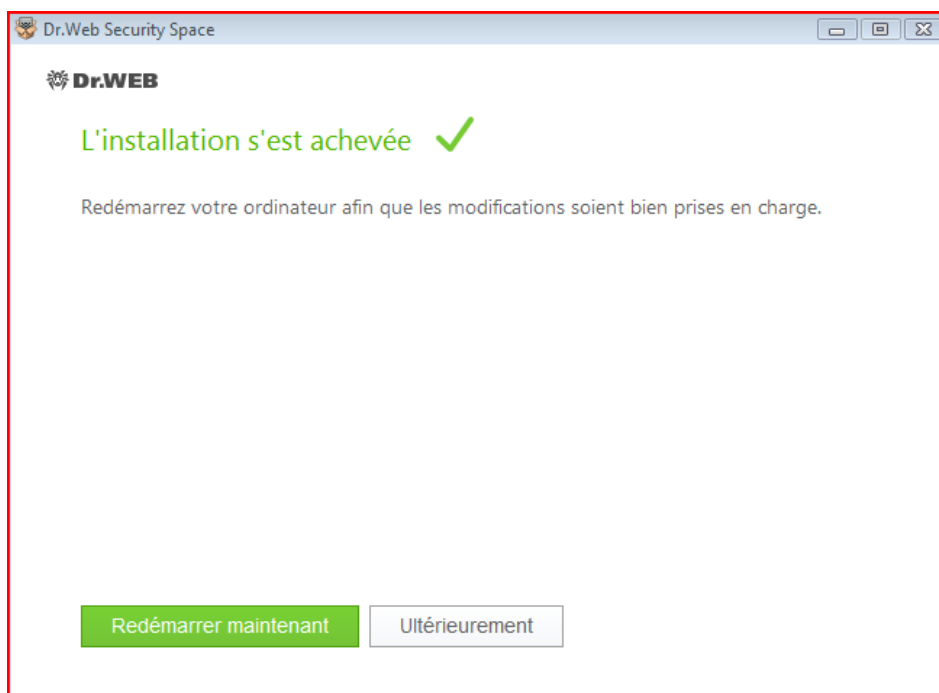 Dr.Web Security Space
Dr.WEB
L'installation s'est achevée
Redémarrez votre ordinateur afin que les modifications soient bien prises en charge.
Redémarrer maintenant
Ultérieurement